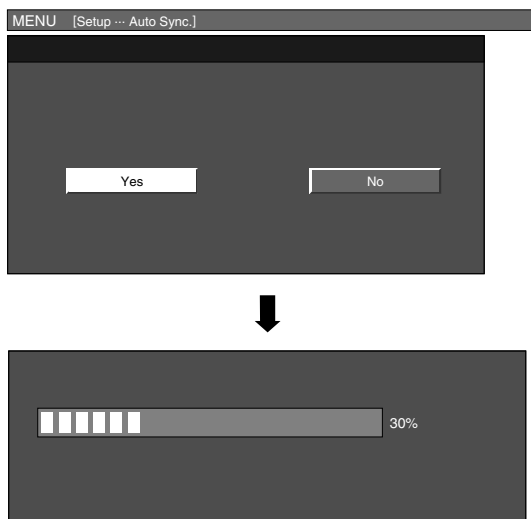 MENU [Setup ··· Auto Sync.]
Yes
No
30%